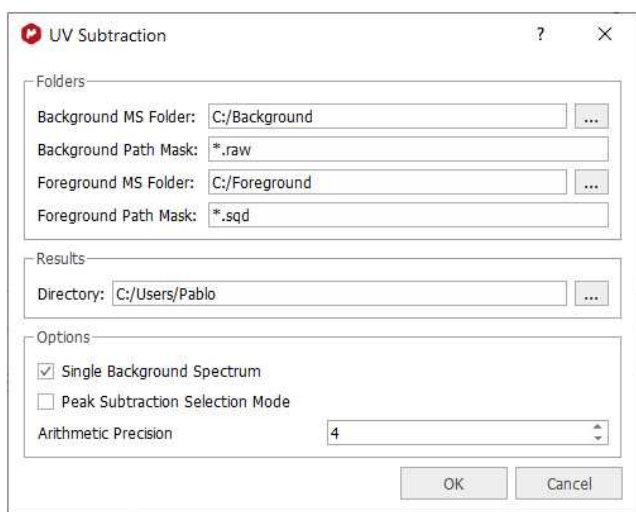 UV Subtraction ?
Folders
Background MS Folder: C:/Background ...
Background Path Mask: *.raw
Foreground MS Folder: C:/Foreground ...
Foreground Path Mask: *.sqd
Results
Directory: C:/Users/Pablo ...
Options
Single Background Spectrum
Peak Subtraction Selection Mode
Arithmetic Precision 4
OK Cancel